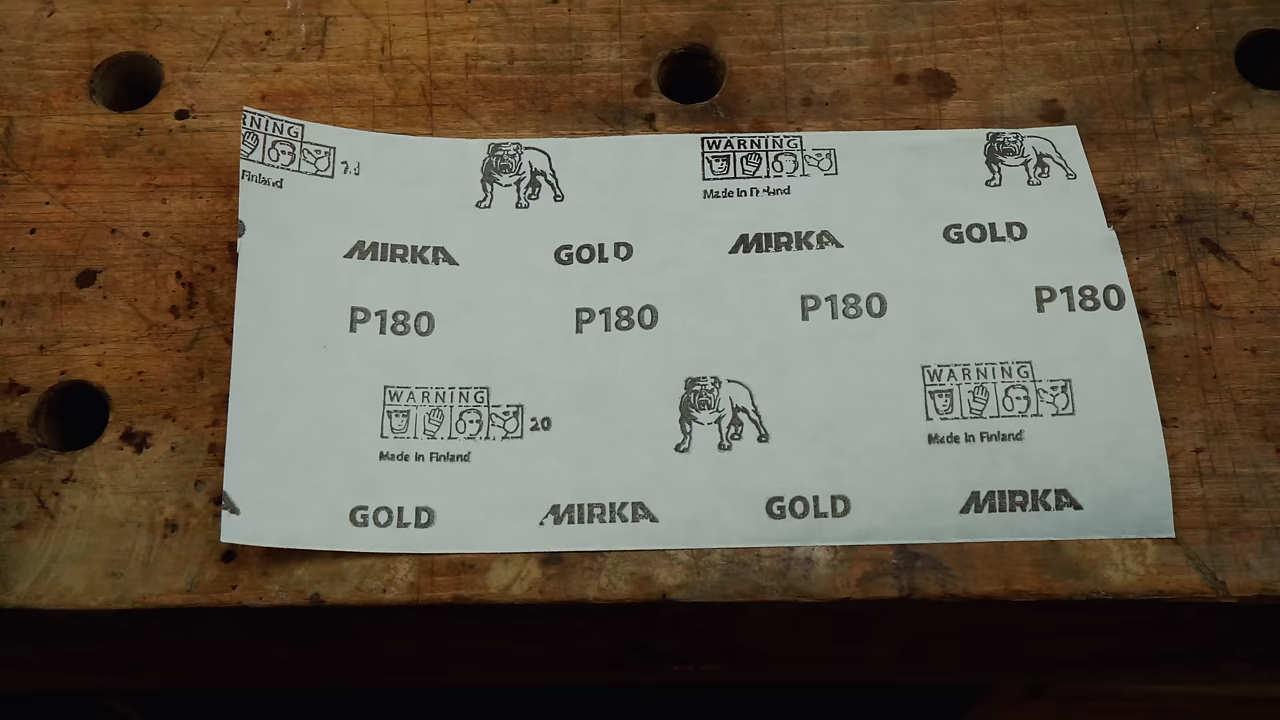 RNING
WARNING
Finland
Made in Finland
MIRKA GOLD MIRKA GOLD
P180 P180 P180 P180
WARNING
WARNING
20
Made in Finland
Made in Finland
GOLD MIRKA GOLD MIRKA